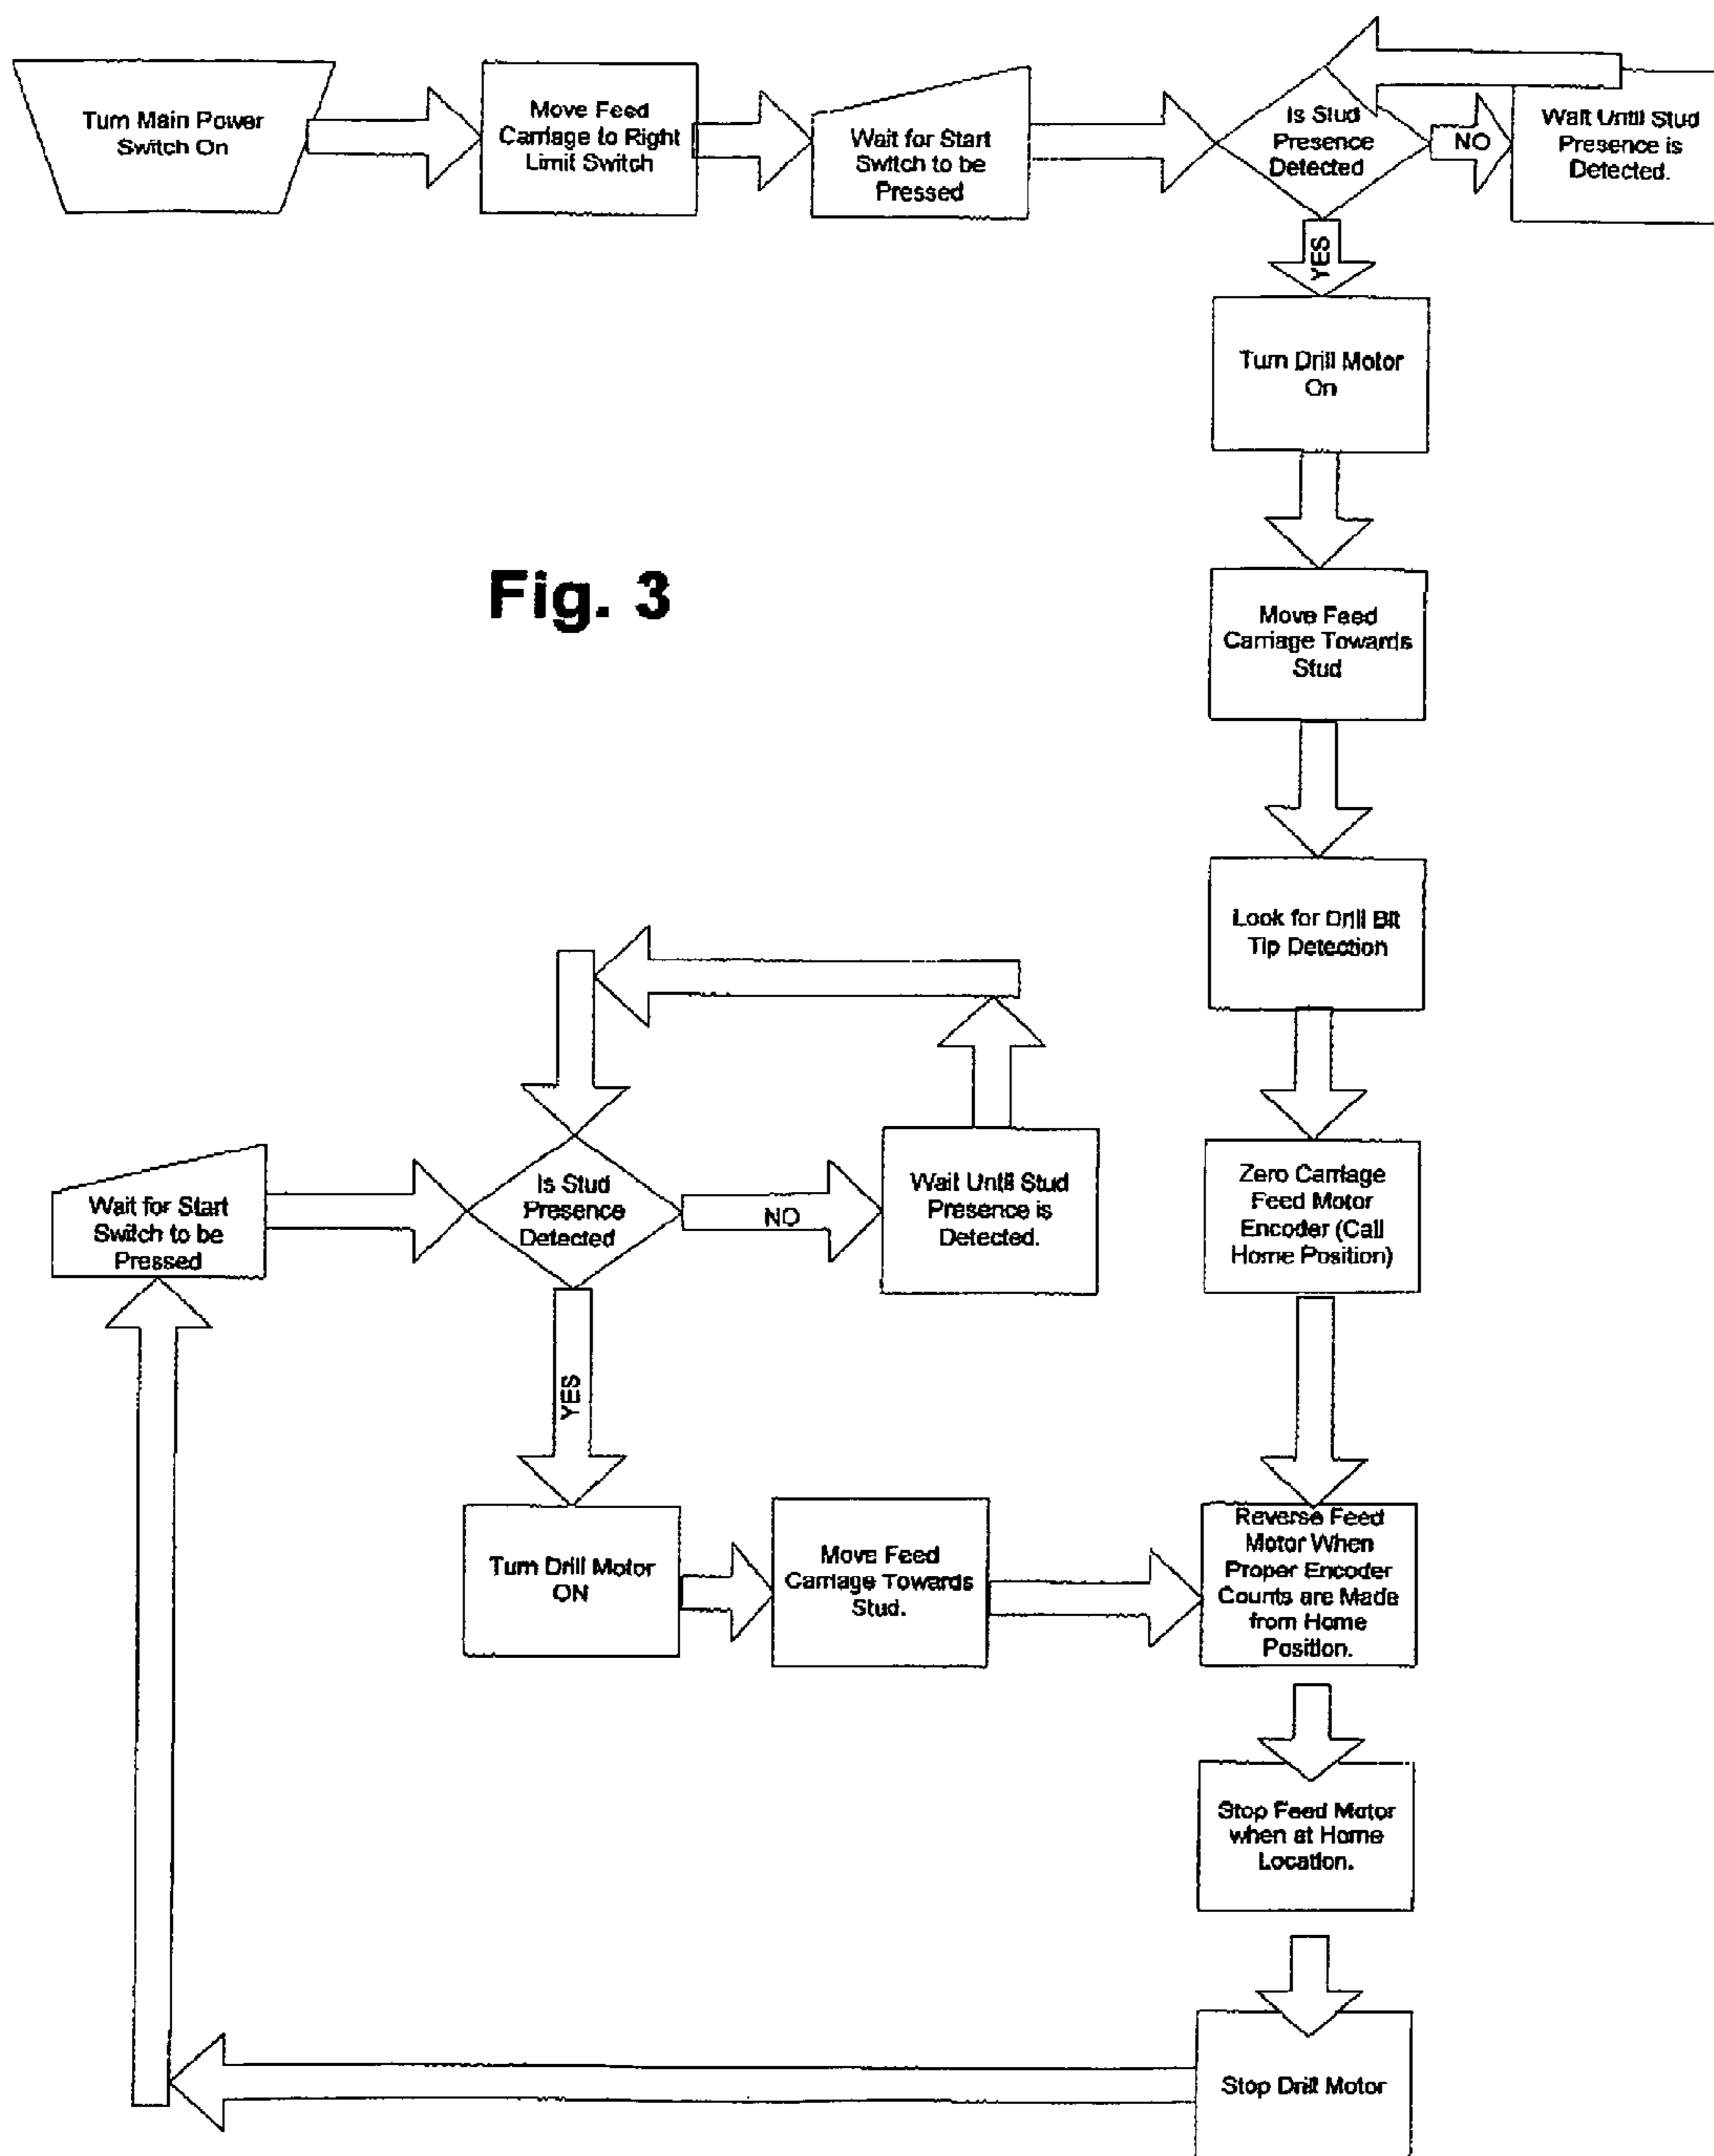 Turn Main Power
Switch On
Move Feed
Carriage to Right
Limit Switch
Wait for Start
Switch to be
Pressed
Is Stud
Presence
Detected
NO
Wait Until Stud
Presence is
Detected.
YES
Turn Drill Motor
On
Move Feed
Carriage Towards
Stud
Fig. 3
Look for Drill Bit
Tip Detection
Zero Carriage
Feed Motor
Encoder (Call
Home Position)
Wait for Start
Switch to be
Pressed
Is Stud
Presence
Detected
NO
Wait Until Stud
Presence is
Detected.
YES
Turn Drill Motor
ON
Move Feed
Carriage Towards
Stud.
Reverse Feed
Motor When
Proper Encoder
Counts are Made
from Home
Position.
Stop Feed Motor
when at Home
Location.
Stop Drill Motor